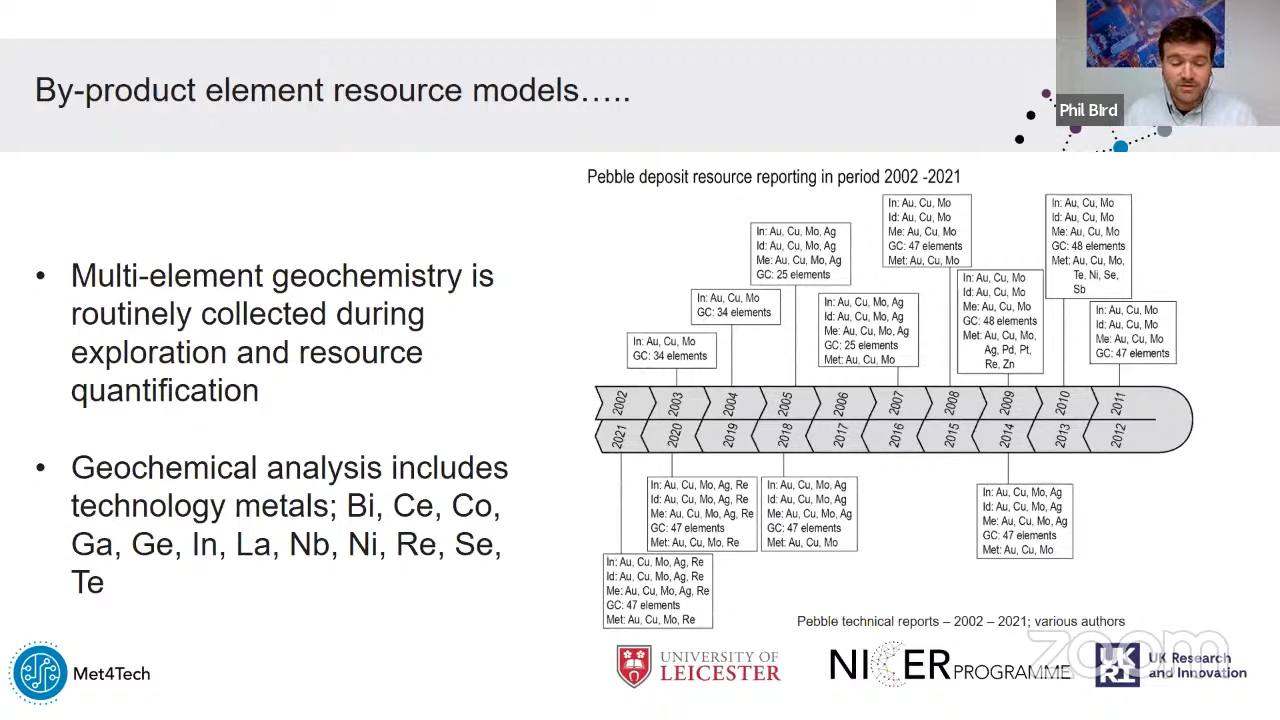 By-product element resource models…..
Phil BIrd
• Multi-element geochemistry is
routinely collected during
exploration and resource
quantification
• Geochemical analysis includes
technology metals; Bi, Ce, Co,
Ga, Ge, In, La, Nb, Ni, Re, Se,
Te
Pebble deposit resource reporting in period 2002 -2021
In: Au, Cu, Mo
GC: 34 elements
In: Au, Cu, Mo
GC: 34 elements
In: Au, Cu, Mo, Ag
Id: Au, Cu, Mo, Ag
Me: Au, Cu, Mo, Ag
GC: 25 elements
In: Au, Cu, Mo, Ag
Id: Au, Cu, Mo, Ag
Me: Au, Cu, Mo, Ag
GC: 25 elements
Met: Au, Cu, Mo
In: Au, Cu, Mo
Id: Au, Cu, Mo
Me: Au, Cu, Mo
GC: 47 elements
Met: Au, Cu, Mo
In: Au, Cu, Mo
Id: Au, Cu, Mo
Me: Au, Cu, Mo
GC: 48 elements
Met: Au, Cu, Mo,
Ag, Pd, Pt,
Re, Zn
In: Au, Cu, Mo
Id: Au, Cu, Mo
Me: Au, Cu, Mo
GC: 48 elements
Met: Au, Cu, Mo,
Te, Ni, Se,
Sb
In: Au, Cu, Mo
Id: Au, Cu, Mo
Me: Au, Cu, Mo
GC: 47 elements
2002 2003 2004 2005 2006 2007 2008 2009 2010 2011
2021 2020 2019 2018 2017 2016 2015 2014 2013 2012
In: Au, Cu, Mo, Ag, Re
Id: Au, Cu, Mo, Ag, Re
Me: Au, Cu, Mo, Ag, Re
GC: 47 elements
Met: Au, Cu, Mo, Re
In: Au, Cu, Mo, Ag
Id: Au, Cu, Mo, Ag
Me: Au, Cu, Mo, Ag
GC: 47 elements
Met: Au, Cu, Mo
In: Au, Cu, Mo, Ag
Id: Au, Cu, Mo, Ag
Me: Au, Cu, Mo, Ag
GC: 47 elements
Met: Au, Cu, Mo
In: Au, Cu, Mo, Ag, Re
Id: Au, Cu, Mo, Ag, Re
Me: Au, Cu, Mo, Ag, Re
GC: 47 elements
Met: Au, Cu, Mo, Re
Pebble technical reports – 2002 – 2021; various authors
zoom
Met4Tech
UNIVERSITY OF
LEICESTER
NICER PROGRAMME
UKRI
UK Research
and Innovation